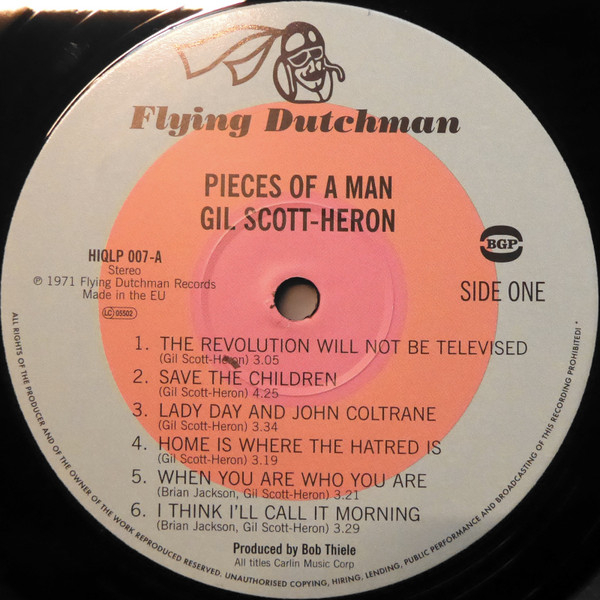 Flying Dutchman
PIECES OF A MAN
GIL SCOTT-HERON
HIQLP 007-A
Stereo
℗ 1971 Flying Dutchman Records
Made in the EU
LC 05502
BGP
SIDE ONE
1. THE REVOLUTION WILL NOT BE TELEVISED
(Gil Scott-Heron) 3.05
2. SAVE THE CHILDREN
(Gil Scott-Heron) 4.25
3. LADY DAY AND JOHN COLTRANE
(Gil Scott-Heron) 3.34
4. HOME IS WHERE THE HATRED IS
(Gil Scott-Heron) 3.19
5. WHEN YOU ARE WHO YOU ARE
(Brian Jackson, Gil Scott-Heron) 3.21
6. I THINK I'LL CALL IT MORNING
(Brian Jackson, Gil Scott-Heron) 3.29
Produced by Bob Thiele
All titles Carlin Music Corp
ALL RIGHTS OF THE PRODUCER AND OF THE OWNER OF THE WORK REPRODUCED RESERVED. UNAUTHORISED COPYING, HIRING, LENDING, PUBLIC PERFORMANCE AND BROADCASTING OF THIS RECORDING PROHIBITED!